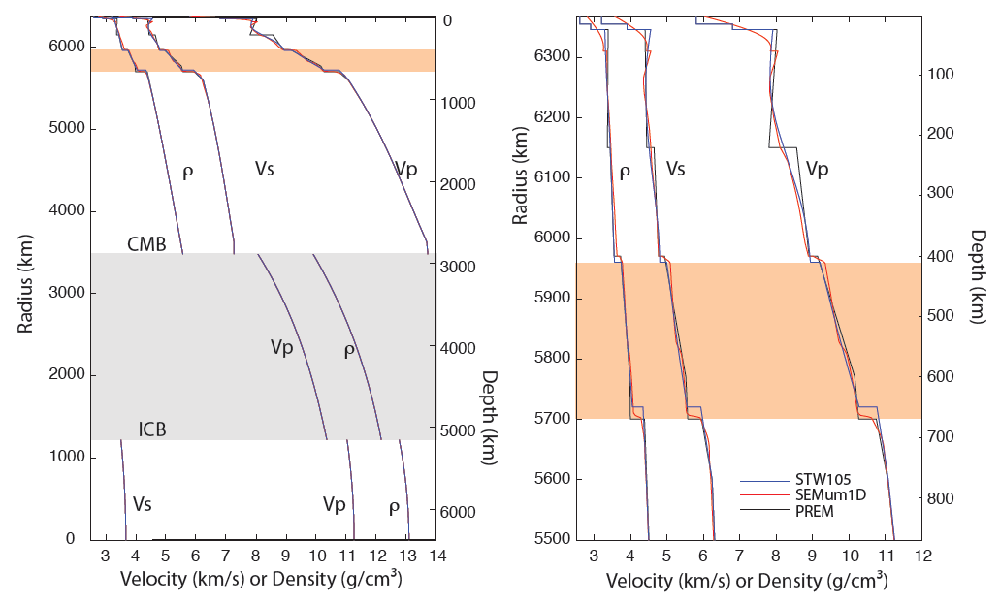 6000
5000
4000
3000
2000
1000
0
Radius (km)
0
1000
2000
3000
4000
5000
6000
Depth (km)
ρ
Vs
Vp
CMB
Vp
ρ
ICB
Vs
Vp
ρ
3 4 5 6 7 8 9 10 11 12 13 14
Velocity (km/s) or Density (g/cm³)
6300
6200
6100
6000
5900
5800
5700
5600
5500
Radius (km)
100
200
300
400
500
600
700
800
Depth (km)
ρ
Vs
Vp
STW105
SEMum1D
PREM
3 4 5 6 7 8 9 10 11 12
Velocity (km/s) or Density (g/cm³)